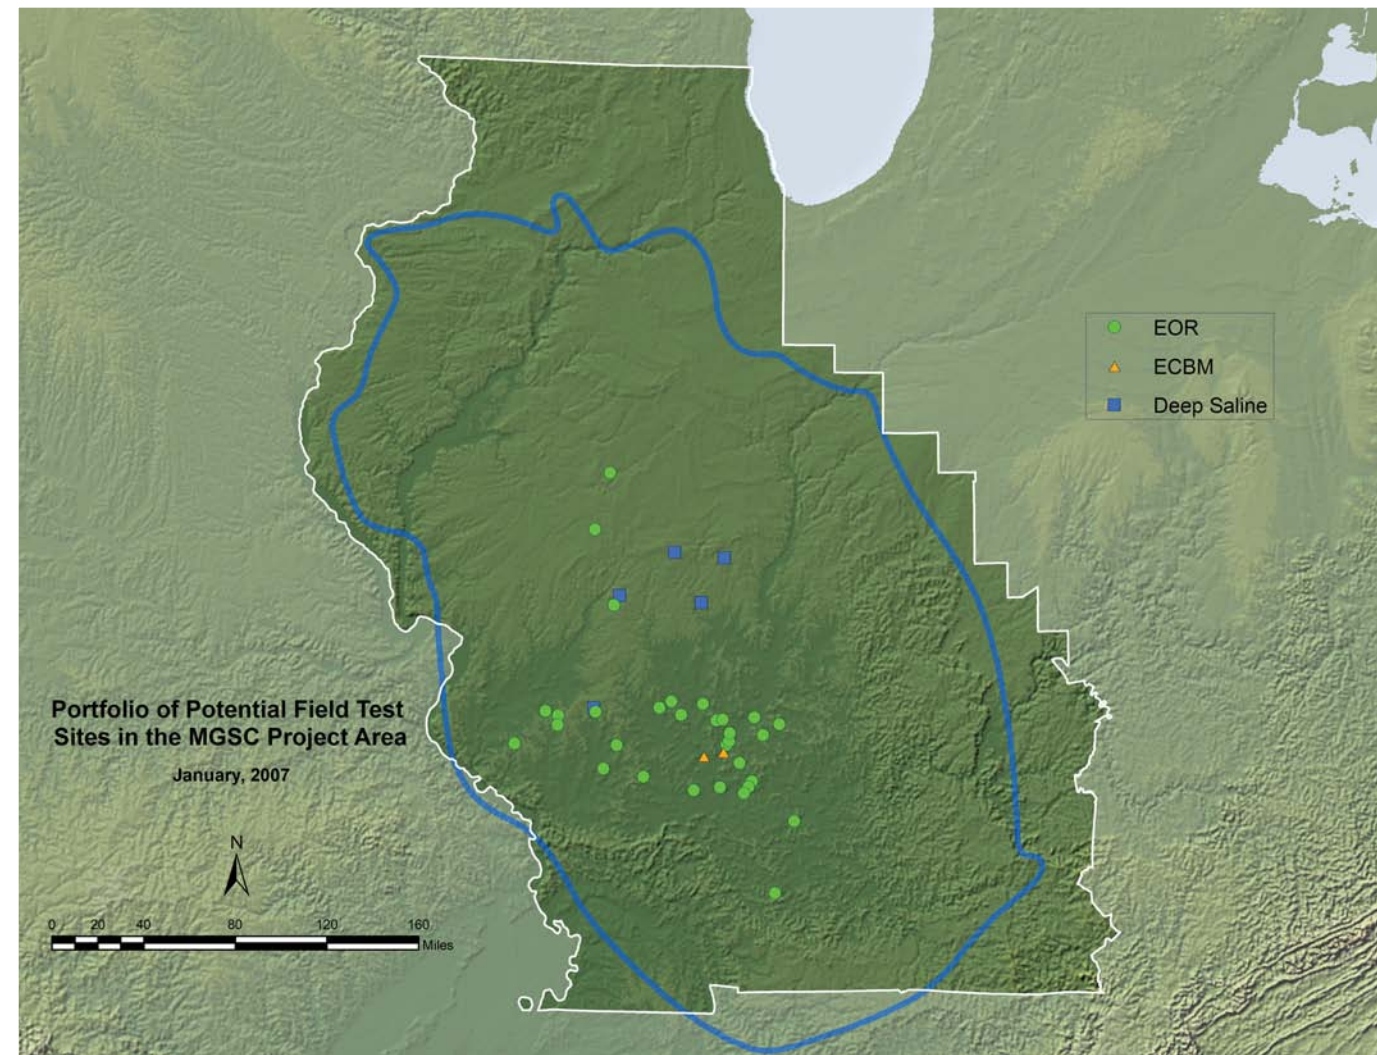 EOR
ECBM
Deep Saline
Portfolio of Potential Field Test
Sites in the MGSC Project Area
January, 2007
N
0 20 40 80 120 160
Miles